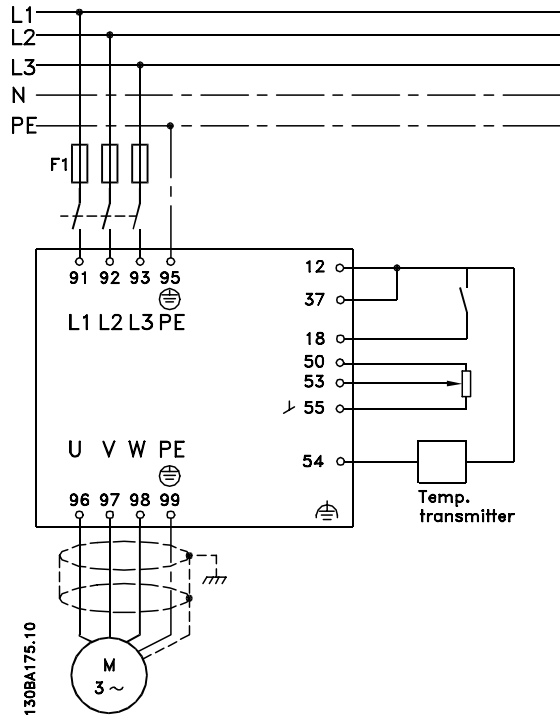 L1
L2
L3
N
PE
F1
91 92 93 95
L1 L2 L3 PE
12
37
18
50
53
55
54
U V W PE
96 97 98 99
Temp.
transmitter
M
3 ~
130BA175.10